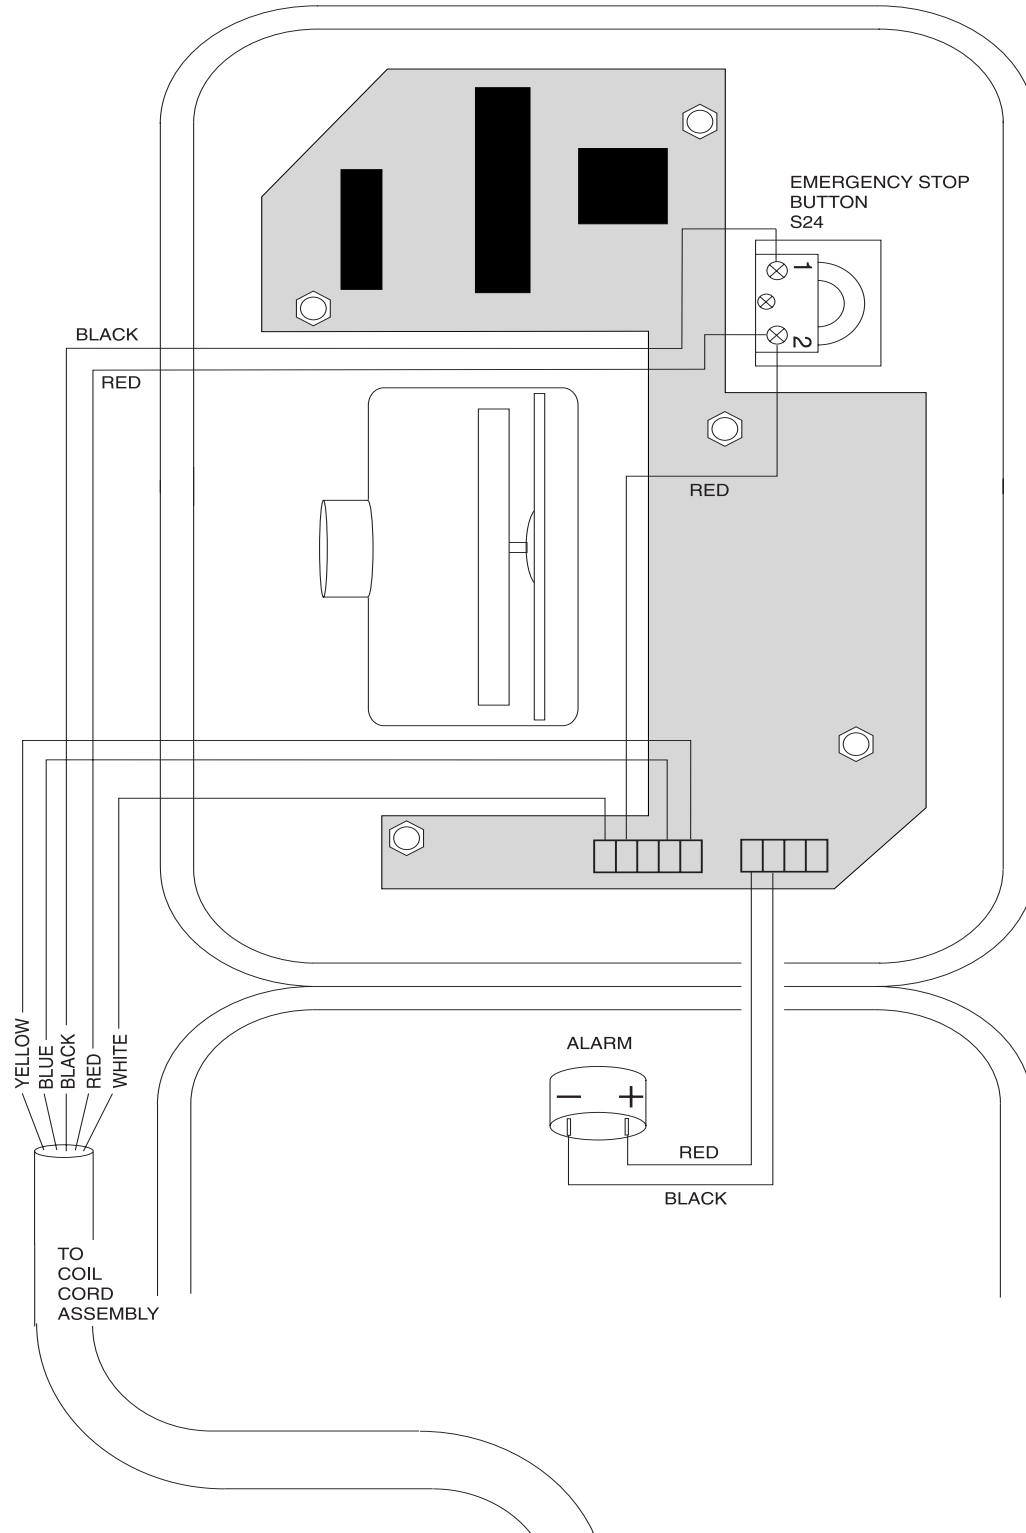 EMERGENCY STOP
BUTTON
S24
1
2
BLACK
RED
RED
YELLOW
BLUE
BLACK
RED
WHITE
ALARM
− +
RED
BLACK
TO
COIL
CORD
ASSEMBLY